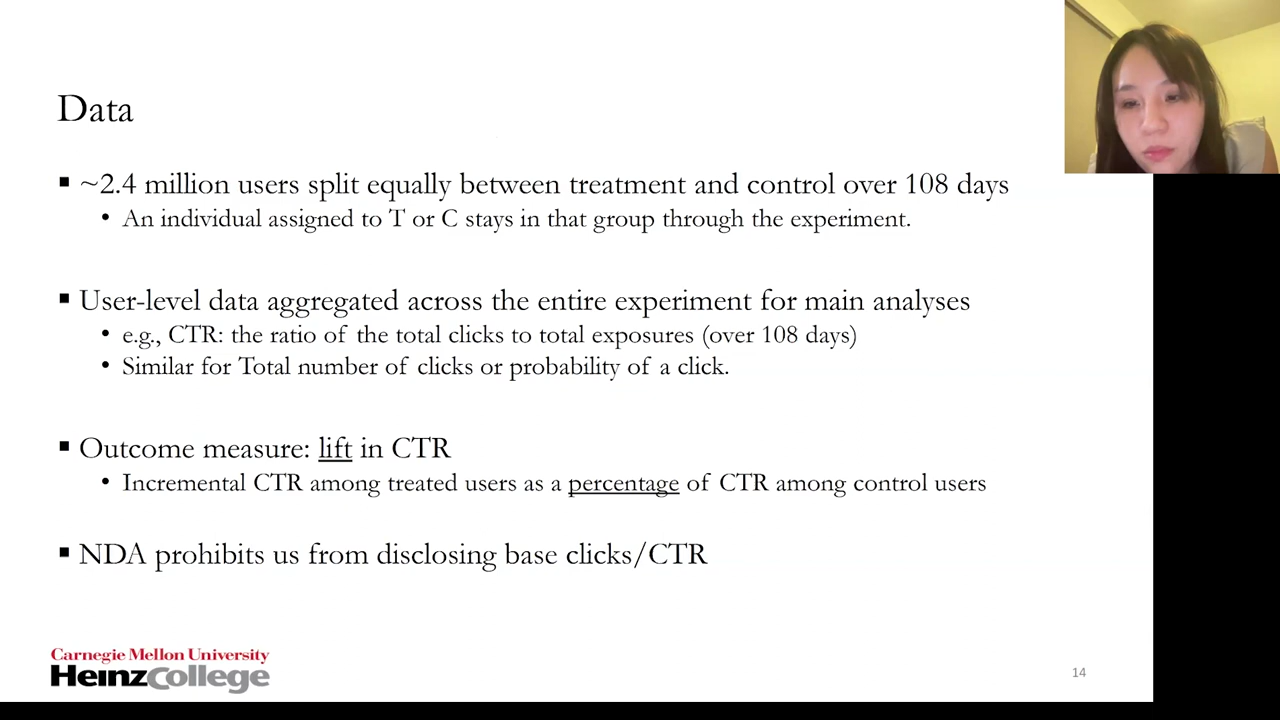 Data
▪ ~2.4 million users split equally between treatment and control over 108 days
• An individual assigned to T or C stays in that group through the experiment.
▪ User-level data aggregated across the entire experiment for main analyses
• e.g., CTR: the ratio of the total clicks to total exposures (over 108 days)
• Similar for Total number of clicks or probability of a click.
▪ Outcome measure: lift in CTR
• Incremental CTR among treated users as a percentage of CTR among control users
▪ NDA prohibits us from disclosing base clicks/CTR
Carnegie Mellon University
HeinzCollege
14